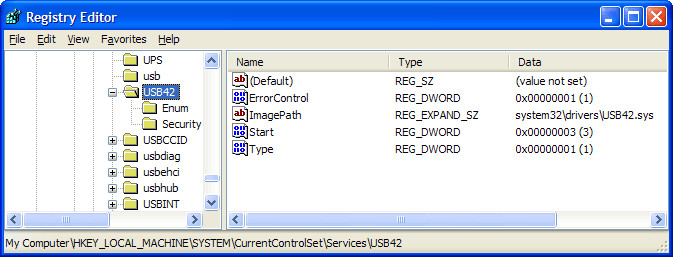 Registry Editor
File Edit View Favorites Help
UPS
usb
USB42
Enum
Security
USBCCID
usbdiag
usbehci
usbhub
USBINT
Name Type Data
(Default) REG_SZ (value not set)
ErrorControl REG_DWORD 0x00000001 (1)
ImagePath REG_EXPAND_SZ system32\drivers\USB42.sys
Start REG_DWORD 0x00000003 (3)
Type REG_DWORD 0x00000001 (1)
My Computer\HKEY_LOCAL_MACHINE\SYSTEM\CurrentControlSet\Services\USB42